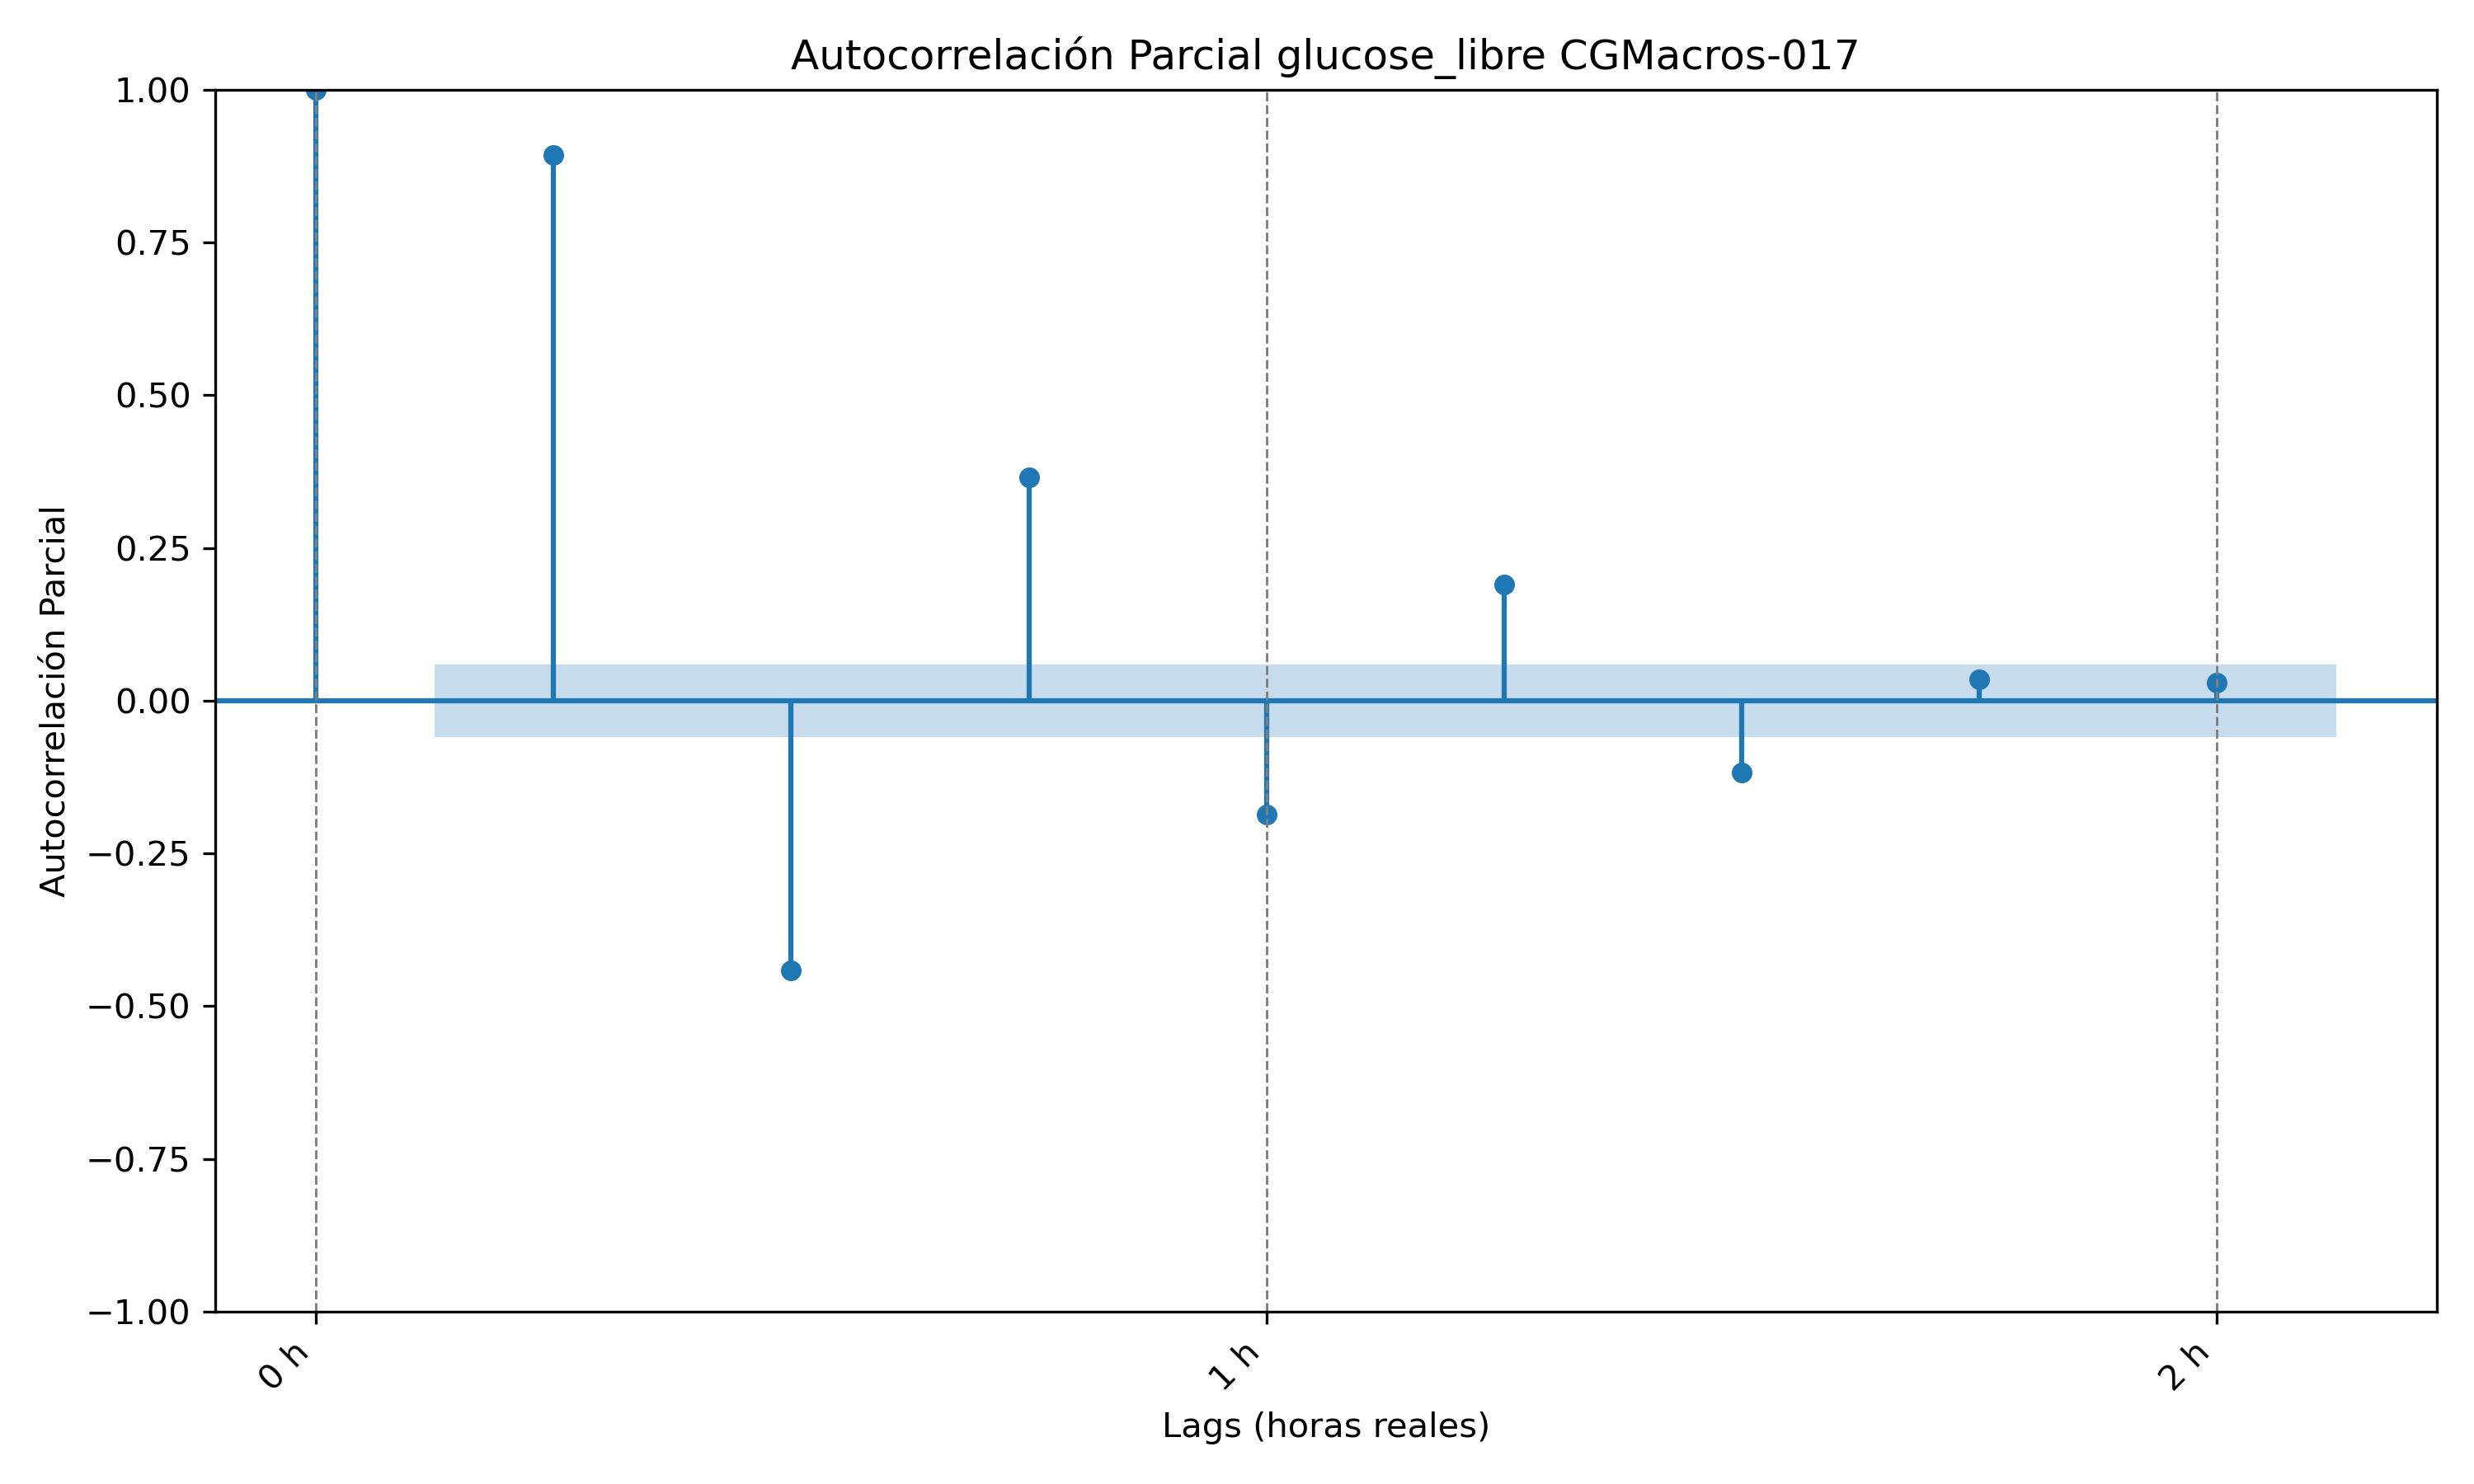 Autocorrelación Parcial glucose_libre CGMacros-017
Autocorrelación Parcial
1.00
0.75
0.50
0.25
0.00
−0.25
−0.50
−0.75
−1.00
0 h
1 h
2 h
Lags (horas reales)